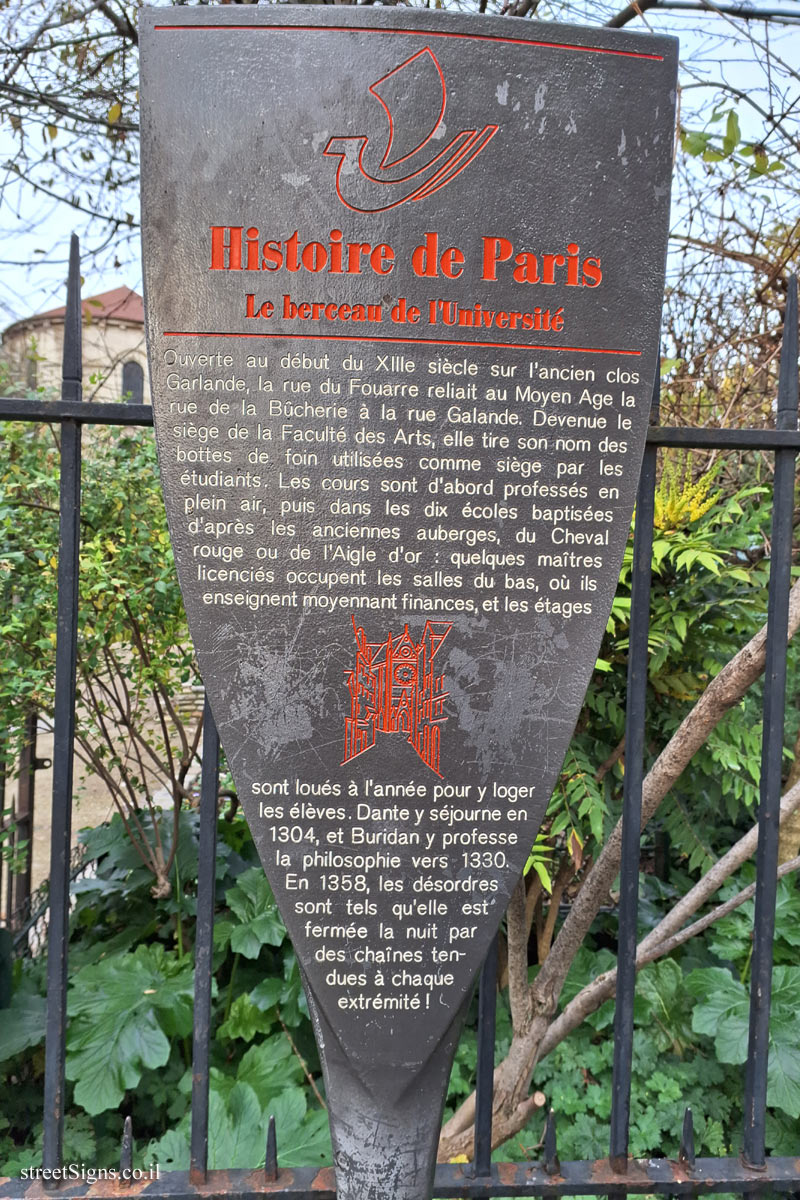 Histoire de Paris
Le berceau de l'Université
Ouverte au début du XIIIe siècle sur l'ancien clos
Garlande, la rue du Fouarre reliait au Moyen Age la
rue de la Bûcherie à la rue Galande. Devenue le
siège de la Faculté des Arts, elle tire son nom des
bottes de foin utilisées comme siège par les
étudiants. Les cours sont d'abord professés en
plein air, puis dans les dix écoles baptisées
d'après les anciennes auberges, du Cheval
rouge ou de l'Aigle d'or : quelques maîtres
licenciés occupent les salles du bas, où ils
enseignent moyennant finances, et les étages
sont loués à l'année pour y loger
les élèves. Dante y séjourne en
1304, et Buridan y professe
la philosophie vers 1330.
En 1358, les désordres
sont tels qu'elle est
fermée la nuit par
des chaînes ten-
dues à chaque
extrémité !
streetSigns.co.il